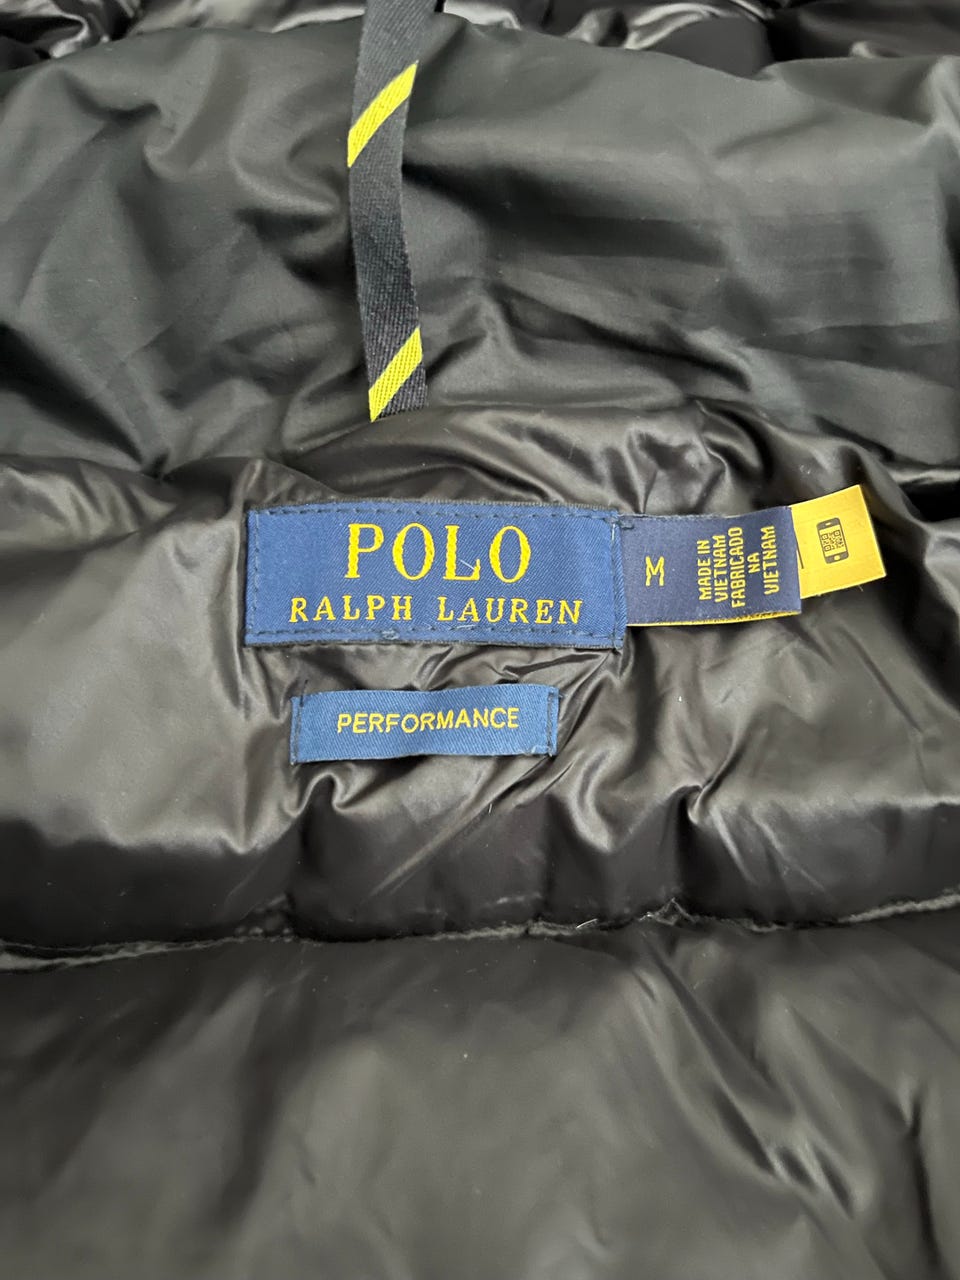 POLO
RALPH LAUREN
M
MADE IN
VIETNAM
FABRICADO
NA
VIETNAM
PERFORMANCE